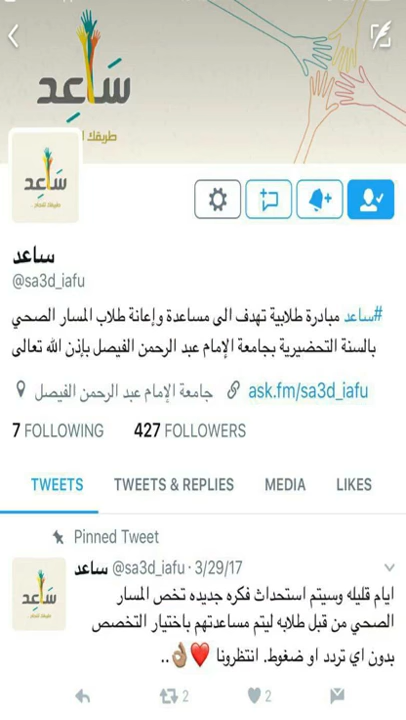 سَاعِد
سَاعِد
ساعد
@sa3d_iafu
#ساعد مبادرة طلابية تهدف الى مساعدة وإعانة طلاب المسار الصحي
بالسنة التحضيرية بجامعة الإمام عبد الرحمن الفيصل بإذن الله تعالى
جامعة الإمام عبد الرحمن الفيصل ask.fm/sa3d_iafu
7 FOLLOWING 427 FOLLOWERS
TWEETS TWEETS & REPLIES MEDIA LIKES
Pinned Tweet
ساعد @sa3d_iafu · 3/29/17
سَاعِد
ايام قليله وسيتم استحداث فكره جديده تخص المسار
الصحي من قبل طلابه ليتم مساعدتهم باختيار التخصص
بدون اي تردد او ضغوط. انتظرونا ❤️👌🏽..
2 2